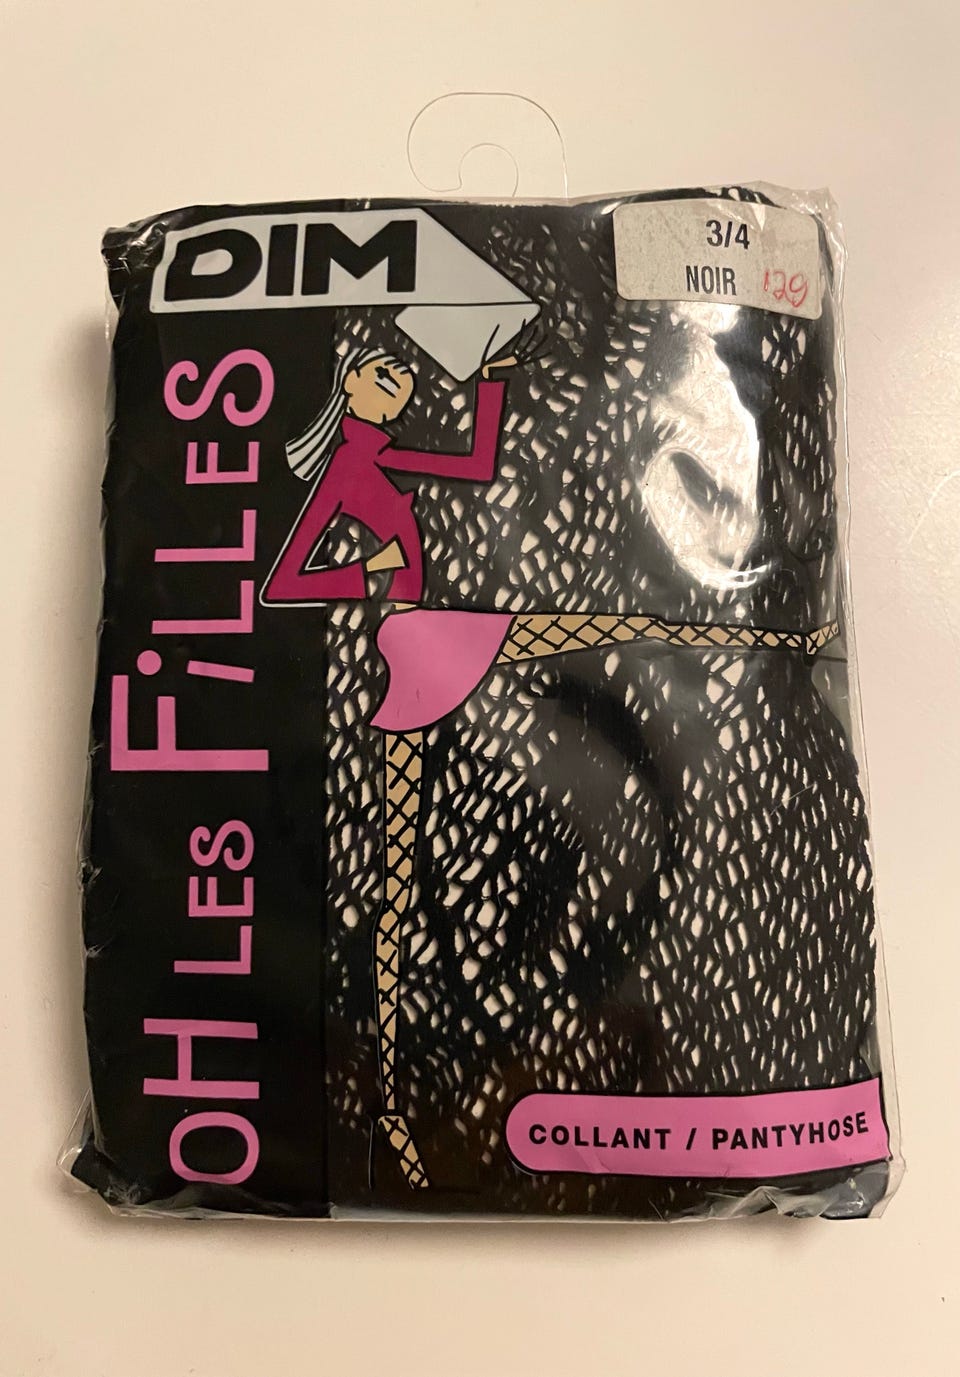 DIM
3/4
NOIR 129
OH LES FiLLES
COLLANT / PANTYHOSE